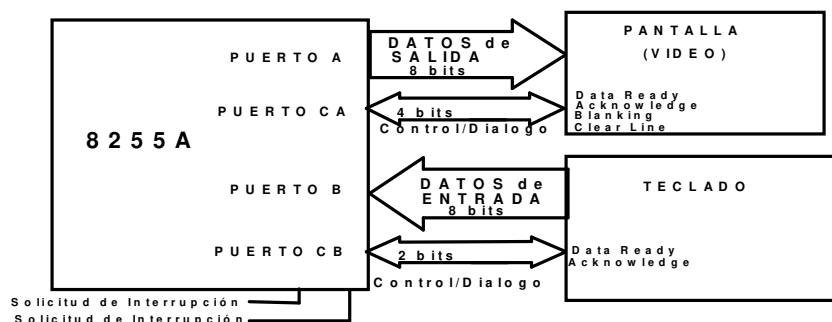 8255A
PUERTO A
PUERTO CA
PUERTO B
PUERTO CB
DATOS de
SALIDA
8 bits
4 bits
Control/Dialogo
DATOS de
ENTRADA
8 bits
2 bits
Control/Dialogo
PANTALLA
(VIDEO)
Data Ready
Acknowledge
Blanking
Clear Line
TECLADO
Data Ready
Acknowledge
Solicitud de Interrupción
Solicitud de Interrupción